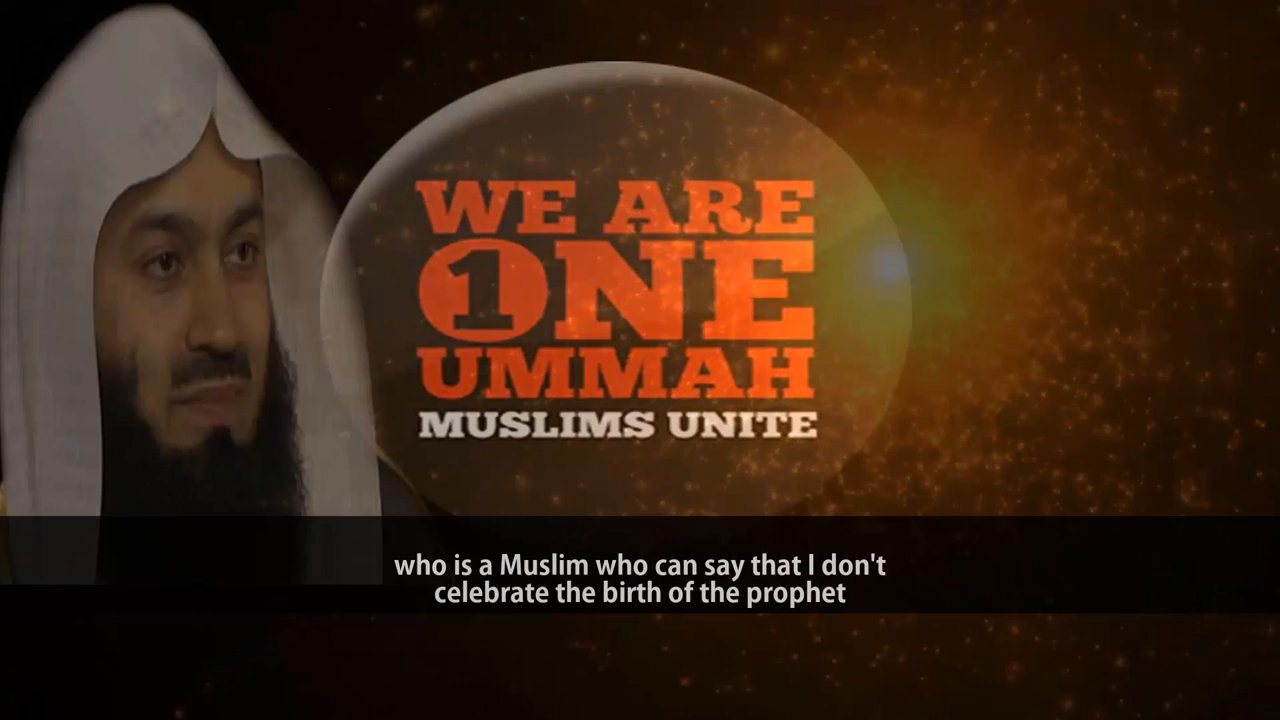 WE ARE
1NE
UMMAH
MUSLIMS UNITE
who is a Muslim who can say that I don't
celebrate the birth of the prophet